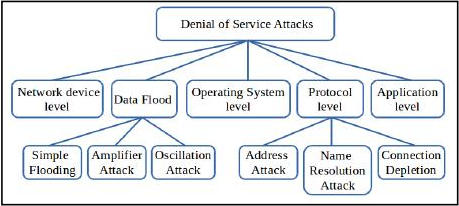 Denial of Service Attacks
Network device
level
Data Flood
Operating System
level
Protocol
level
Application
level
Simple
Flooding
Amplifier
Attack
Oscillation
Attack
Address
Attack
Name
Resolution
Attack
Connection
Depletion